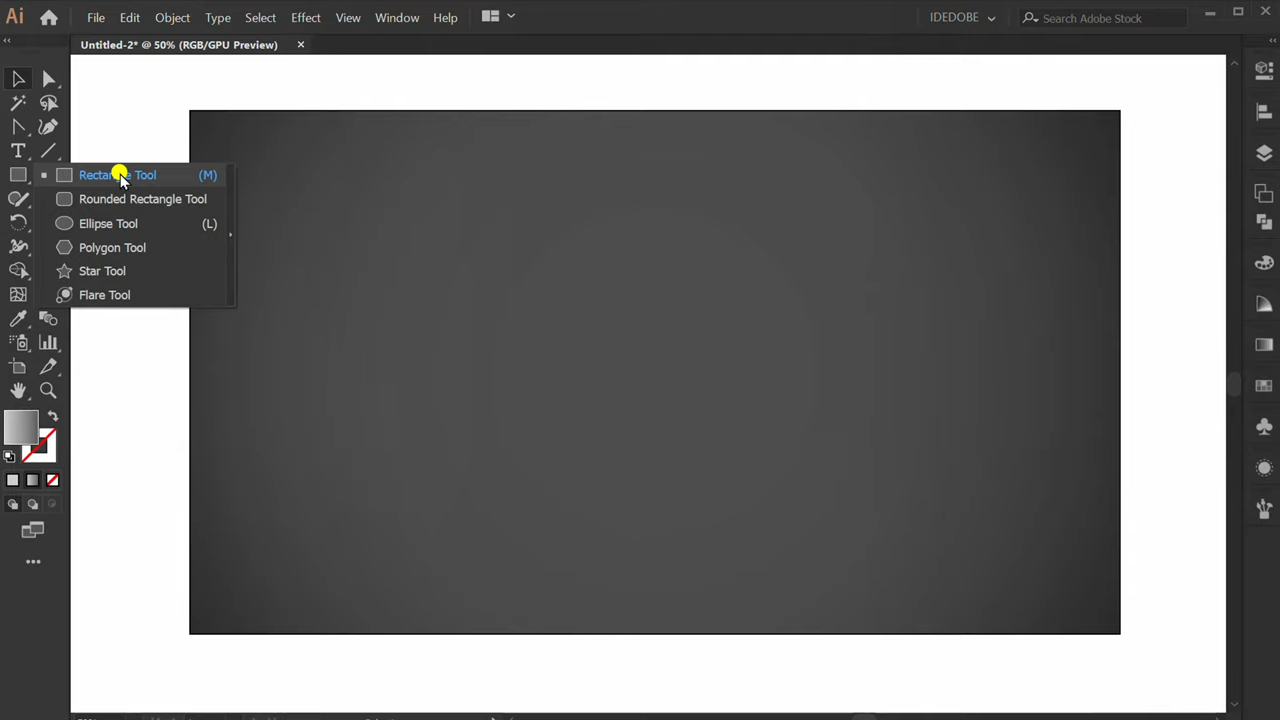 Ai File Edit Object Type Select Effect View Window Help IDEDOBE Search Adobe Stock
Untitled-2* @ 50% (RGB/GPU Preview) ×
T
Rectangle Tool (M)
Rounded Rectangle Tool
Ellipse Tool (L)
Polygon Tool
Star Tool
Flare Tool